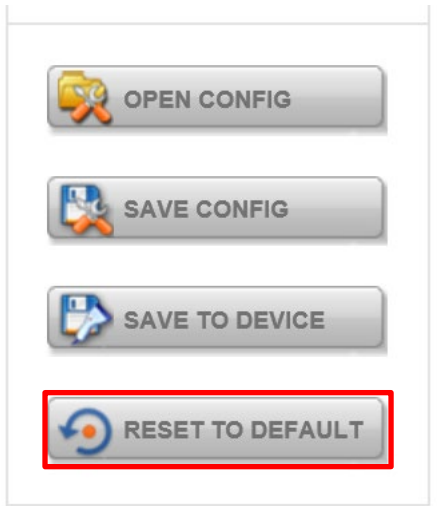 OPEN CONFIG
SAVE CONFIG
SAVE TO DEVICE
RESET TO DEFAULT